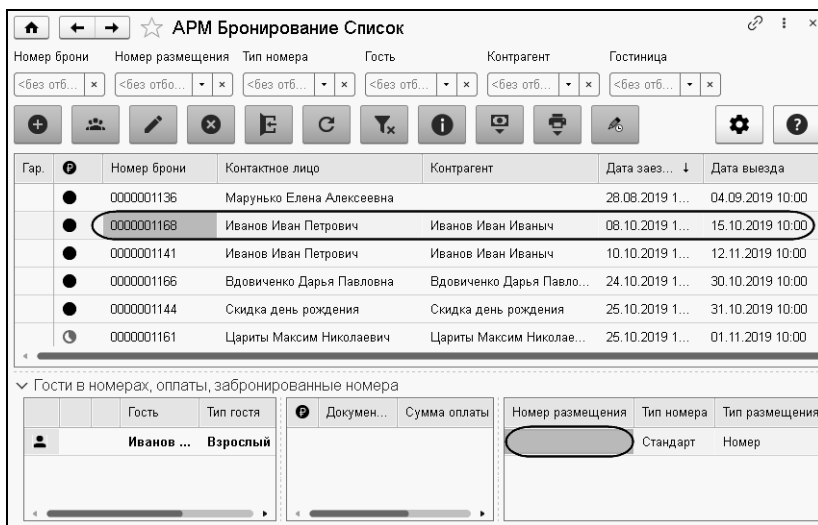 АРМ Бронирование Список
Номер брони Номер размещения Тип номера Гость Контрагент Гостиница
<без отб... <без отбо... <без отб... <без отб... <без отб... <без отб...
Гар. Номер брони Контактное лицо Контрагент Дата заез... ↓ Дата выезда
0000001136 Марунько Елена Алексеевна 28.08.2019 1... 04.09.2019 10:00
0000001168 Иванов Иван Петрович Иванов Иван Иваныч 08.10.2019 1... 15.10.2019 10:00
0000001141 Иванов Иван Петрович Иванов Иван Иваныч 10.10.2019 1... 12.11.2019 10:00
0000001166 Вдовиченко Дарья Павловна Вдовиченко Дарья Павло... 24.10.2019 1... 30.10.2019 10:00
0000001144 Скидка день рождения Скидка день рождения 25.10.2019 1... 31.10.2019 10:00
0000001161 Цариты Максим Николаевич Цариты Максим Николае... 25.10.2019 1... 01.11.2019 10:00
Гости в номерах, оплаты, забронированные номера
Гость Тип гостя Докумен... Сумма оплаты Номер размещения Тип номера Тип размещения
Иванов ... Взрослый Стандарт Номер